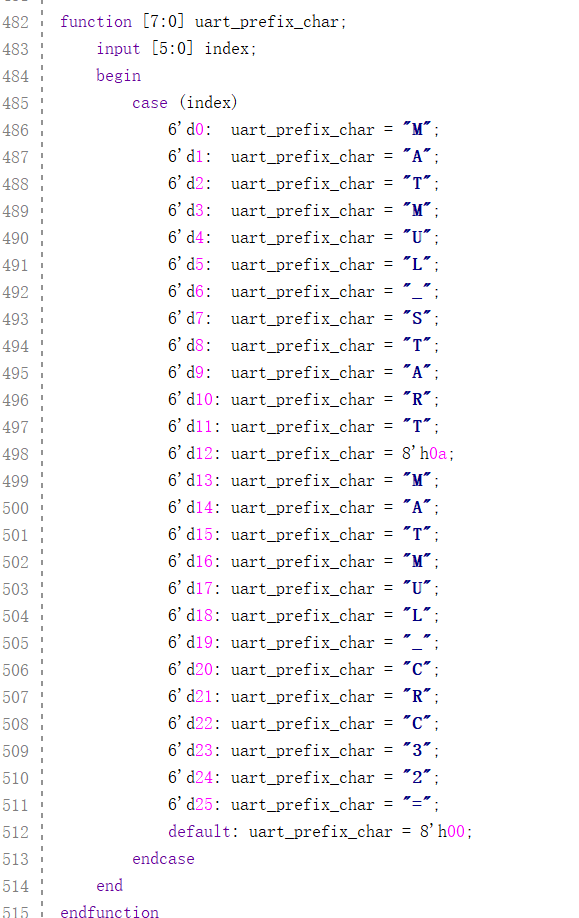 482 function [7:0] uart_prefix_char;
483     input [5:0] index;
484     begin
485         case (index)
486             6'd0:  uart_prefix_char = "M";
487             6'd1:  uart_prefix_char = "A";
488             6'd2:  uart_prefix_char = "T";
489             6'd3:  uart_prefix_char = "M";
490             6'd4:  uart_prefix_char = "U";
491             6'd5:  uart_prefix_char = "L";
492             6'd6:  uart_prefix_char = "_";
493             6'd7:  uart_prefix_char = "S";
494             6'd8:  uart_prefix_char = "T";
495             6'd9:  uart_prefix_char = "A";
496             6'd10: uart_prefix_char = "R";
497             6'd11: uart_prefix_char = "T";
498             6'd12: uart_prefix_char = 8'h0a;
499             6'd13: uart_prefix_char = "M";
500             6'd14: uart_prefix_char = "A";
501             6'd15: uart_prefix_char = "T";
502             6'd16: uart_prefix_char = "M";
503             6'd17: uart_prefix_char = "U";
504             6'd18: uart_prefix_char = "L";
505             6'd19: uart_prefix_char = "_";
506             6'd20: uart_prefix_char = "C";
507             6'd21: uart_prefix_char = "R";
508             6'd22: uart_prefix_char = "C";
509             6'd23: uart_prefix_char = "3";
510             6'd24: uart_prefix_char = "2";
511             6'd25: uart_prefix_char = "=";
512             default: uart_prefix_char = 8'h00;
513         endcase
514     end
515 endfunction